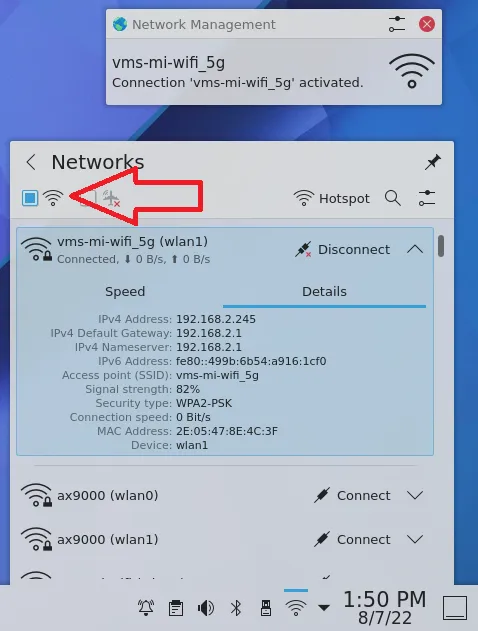 Network Management
vms-mi-wifi_5g
Connection 'vms-mi-wifi_5g' activated.
Networks
Hotspot
vms-mi-wifi_5g (wlan1)
Connected, ⬇ 0 B/s, ⬆ 0 B/s
Disconnect
Speed
Details
IPv4 Address: 192.168.2.245
IPv4 Default Gateway: 192.168.2.1
IPv4 Nameserver: 192.168.2.1
IPv6 Address: fe80::499b:6b54:a916:1cf0
Access point (SSID): vms-mi-wifi_5g
Signal strength: 82%
Security type: WPA2-PSK
Connection speed: 0 Bit/s
MAC Address: 2E:05:47:8E:4C:3F
Device: wlan1
ax9000 (wlan0)
Connect
ax9000 (wlan1)
Connect
1:50 PM
8/7/22